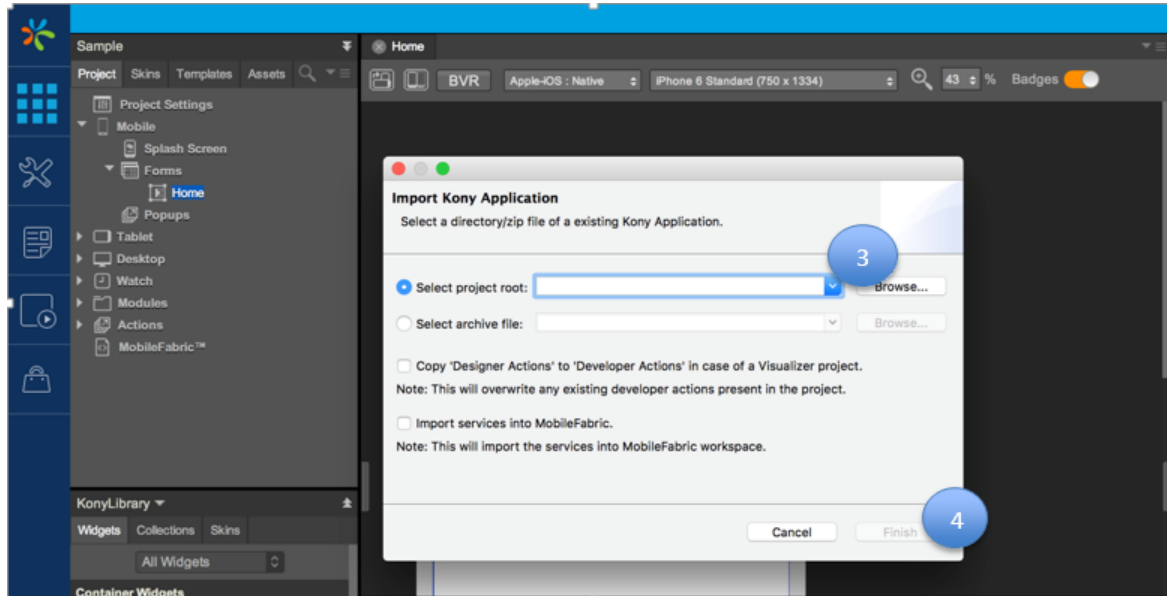 Sample
Home
Project Skins Templates Assets
BVR Apple-iOS : Native iPhone 6 Standard (750 x 1334) 43 % Badges
Project Settings
Mobile
Splash Screen
Forms
Home
Popups
Tablet
Desktop
Watch
Modules
Actions
MobileFabric™
Import Kony Application
Select a directory/zip file of a existing Kony Application.
3
Select project root: Browse...
Select archive file: Browse...
Copy 'Designer Actions' to 'Developer Actions' in case of a Visualizer project.
Note: This will overwrite any existing developer actions present in the project.
Import services into MobileFabric.
Note: This will import the services into MobileFabric workspace.
Cancel Finish 4
KonyLibrary
Widgets Collections Skins
All Widgets
Container Widgets